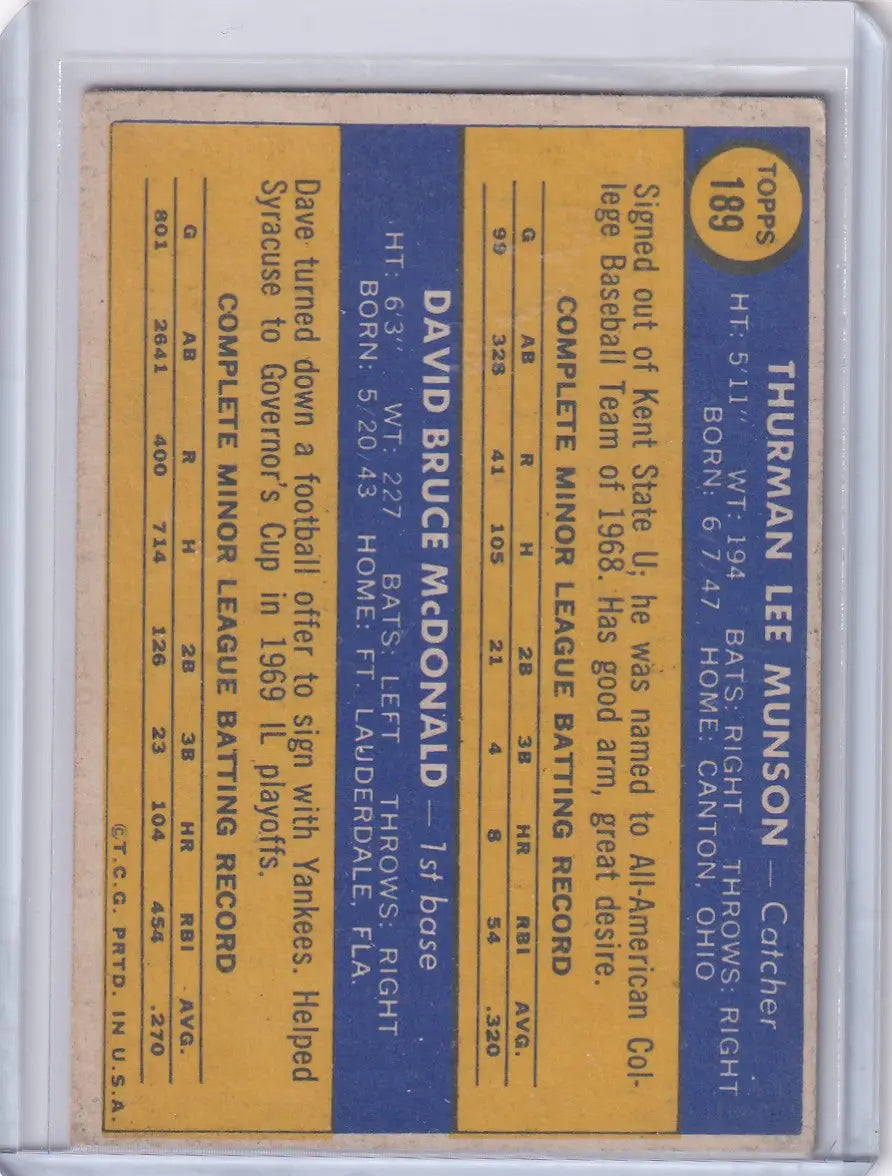 TOPPS
189
THURMAN LEE MUNSON — Catcher
HT: 5'11" WT: 194 BATS: RIGHT THROWS: RIGHT
BORN: 6/7/47 HOME: CANTON, OHIO
Signed out of Kent State U; he was named to All-American Col-
lege Baseball Team of 1968. Has good arm, great desire.
COMPLETE MINOR LEAGUE BATTING RECORD
G AB R H 2B 3B HR RBI AVG.
99 328 41 105 21 4 8 54 .320
DAVID BRUCE McDONALD — 1st base
HT: 6'3" WT: 227 BATS: LEFT THROWS: RIGHT
BORN: 5/20/43 HOME: FT. LAUDERDALE, FLA.
Dave turned down a football offer to sign with Yankees. Helped
Syracuse to Governor's Cup in 1969 IL playoffs.
COMPLETE MINOR LEAGUE BATTING RECORD
G AB R H 2B 3B HR RBI AVG.
801 2641 400 714 126 23 104 454 .270
©T.C.G. PRTD. IN U.S.A.